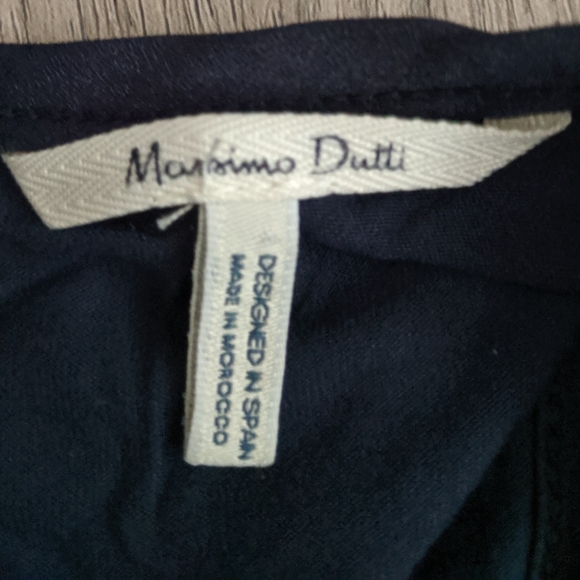 Massimo Dutti
DESIGNED IN SPAIN
MADE IN MOROCCO